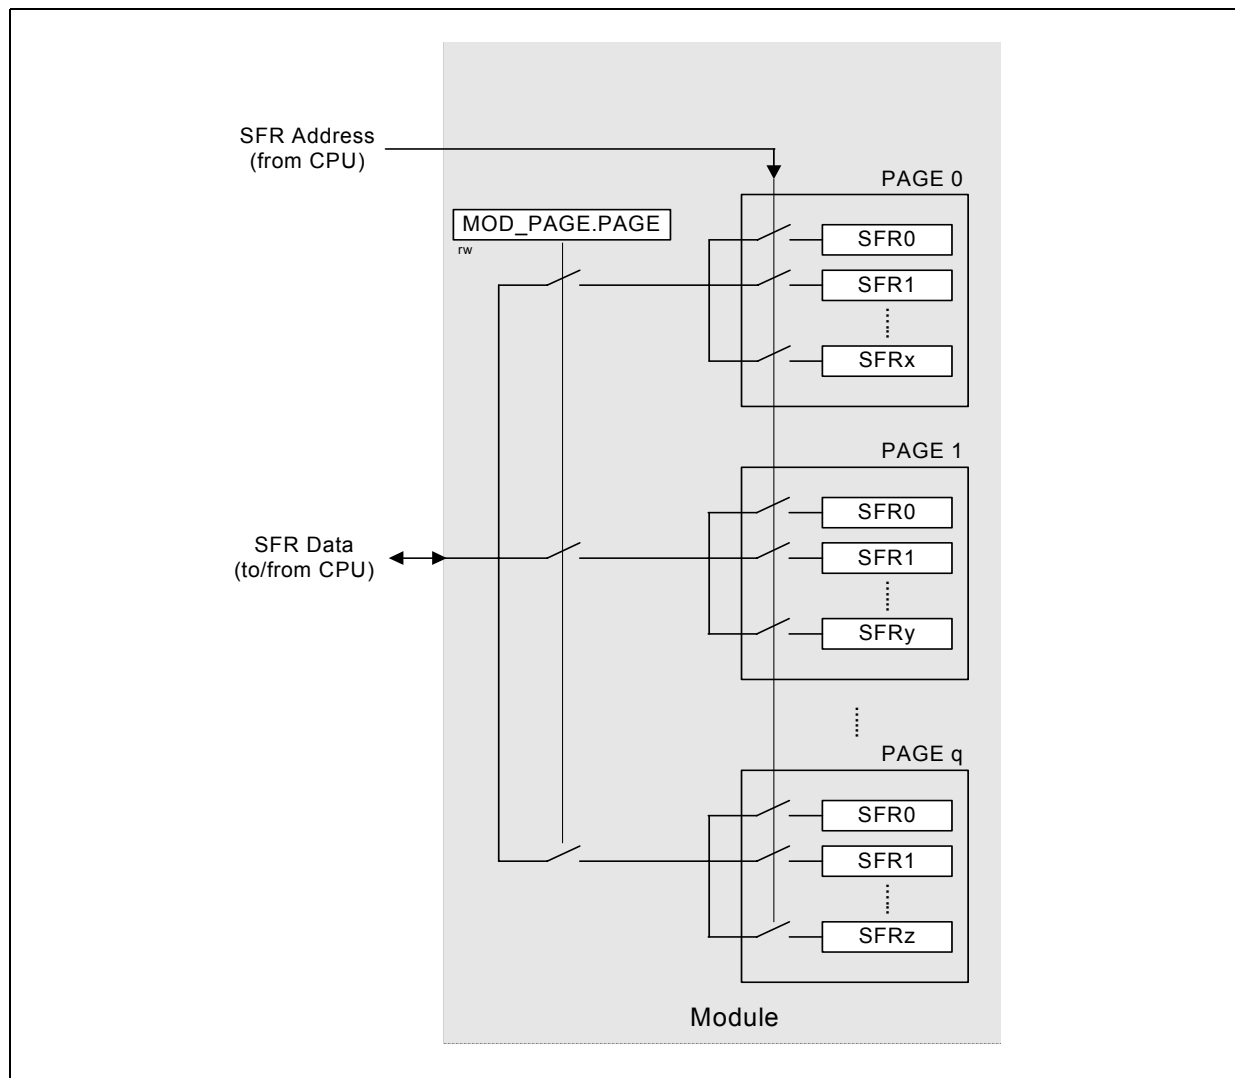 SFR Address
(from CPU)
PAGE 0
MOD_PAGE.PAGE
rw
SFR0
SFR1
SFRx
PAGE 1
SFR0
SFR1
SFRy
SFR Data
(to/from CPU)
PAGE q
SFR0
SFR1
SFRz
Module